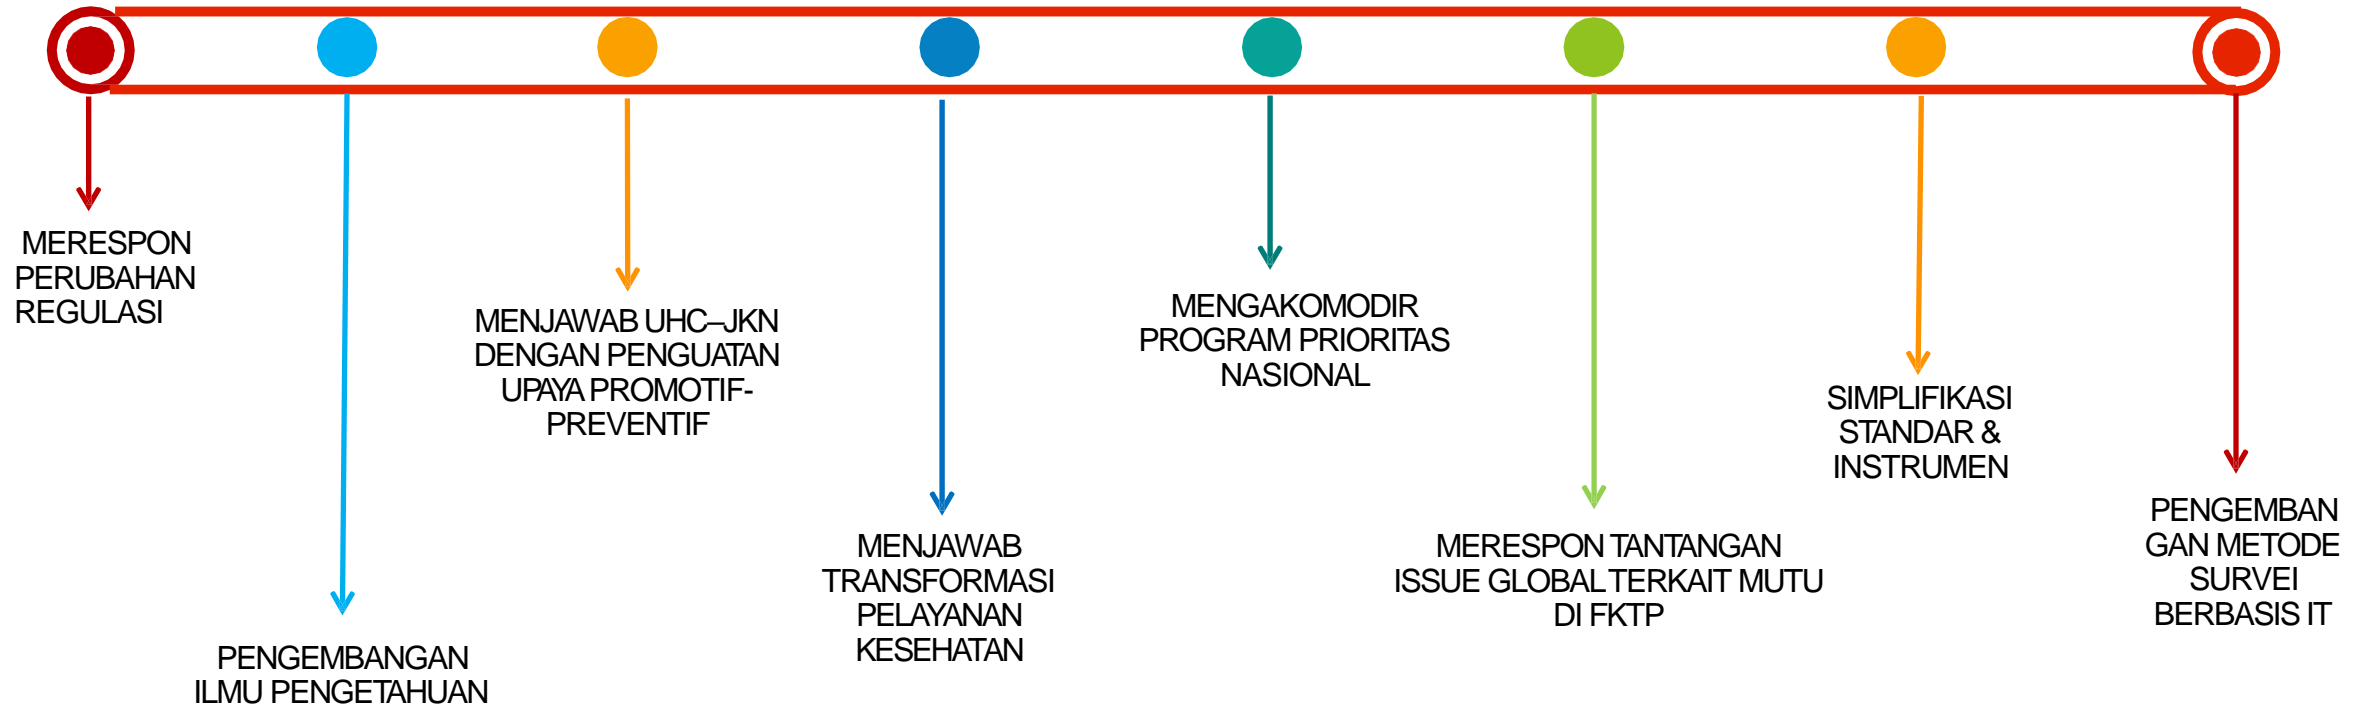 MERESPON
PERUBAHAN
REGULASI
PENGEMBANGAN
ILMU PENGETAHUAN
MENJAWAB UHC–JKN
DENGAN PENGUATAN
UPAYA PROMOTIF-
PREVENTIF
MENJAWAB
TRANSFORMASI
PELAYANAN
KESEHATAN
MENGAKOMODIR
PROGRAM PRIORITAS
NASIONAL
MERESPON TANTANGAN
ISSUE GLOBAL TERKAIT MUTU
DI FKTP
SIMPLIFIKASI
STANDAR &
INSTRUMEN
PENGEMBAN
GAN METODE
SURVEI
BERBASIS IT